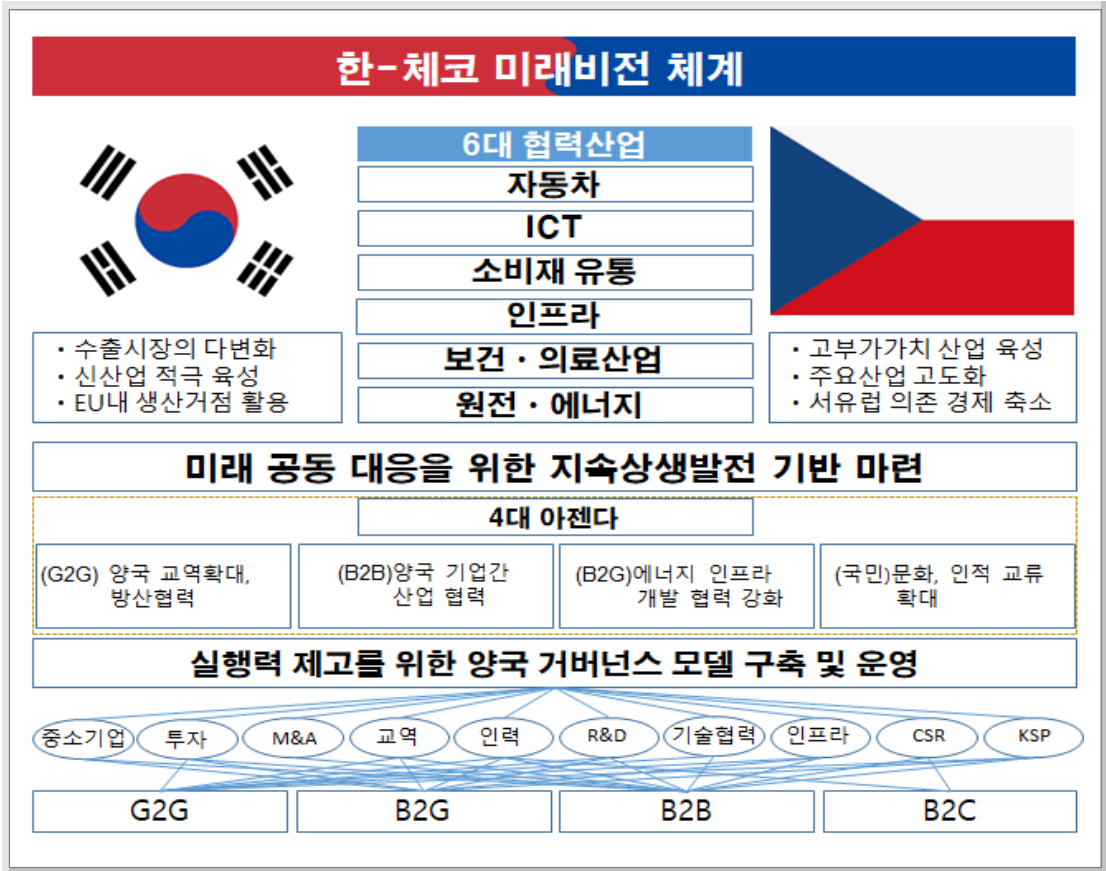 한-체코 미래비전 체계
6대 협력산업
자동차
ICT
소비재 유통
인프라
보건·의료산업
원전·에너지
·수출시장의 다변화
·신산업 적극 육성
·EU내 생산거점 활용
·고부가가치 산업 육성
·주요산업 고도화
·서유럽 의존 경제 축소
미래 공동 대응을 위한 지속상생발전 기반 마련
4대 아젠다
(G2G) 양국 교역확대,
방산협력
(B2B)양국 기업간
산업 협력
(B2G)에너지 인프라
개발 협력 강화
(국민)문화, 인적 교류
확대
실행력 제고를 위한 양국 거버넌스 모델 구축 및 운영
중소기업
투자
M&A
교역
인력
R&D
기술협력
인프라
CSR
KSP
G2G
B2G
B2B
B2C